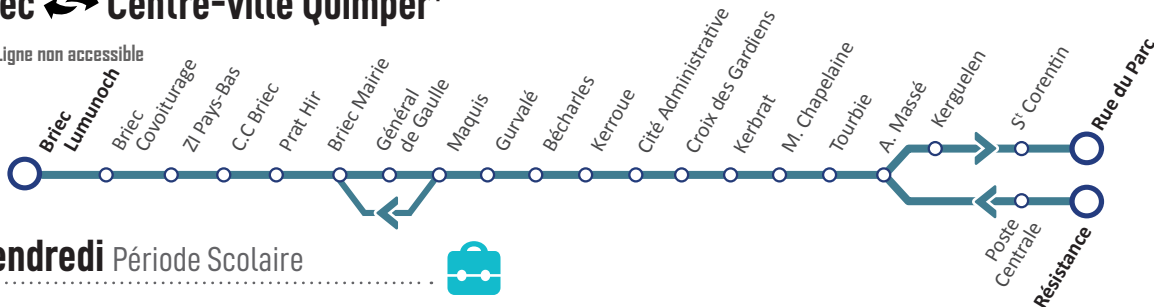 ec Centre-Ville Quimper*
Ligne non accessible
Briec
Lumunoch
Briec
Covoiturage
ZI Pays-Bas
C.C Briec
Prat Hir
Briec Mairie
Général
de Gaulle
Maquis
Gurvalé
Bécharles
Kerroue
Cité Administrative
Croix des Gardiens
Kerbrat
M. Chapelaine
Tourbie
A. Massé
Kerguelen
St Corentin
Rue du Parc
Poste
Centrale
Résistance
endredi Période Scolaire